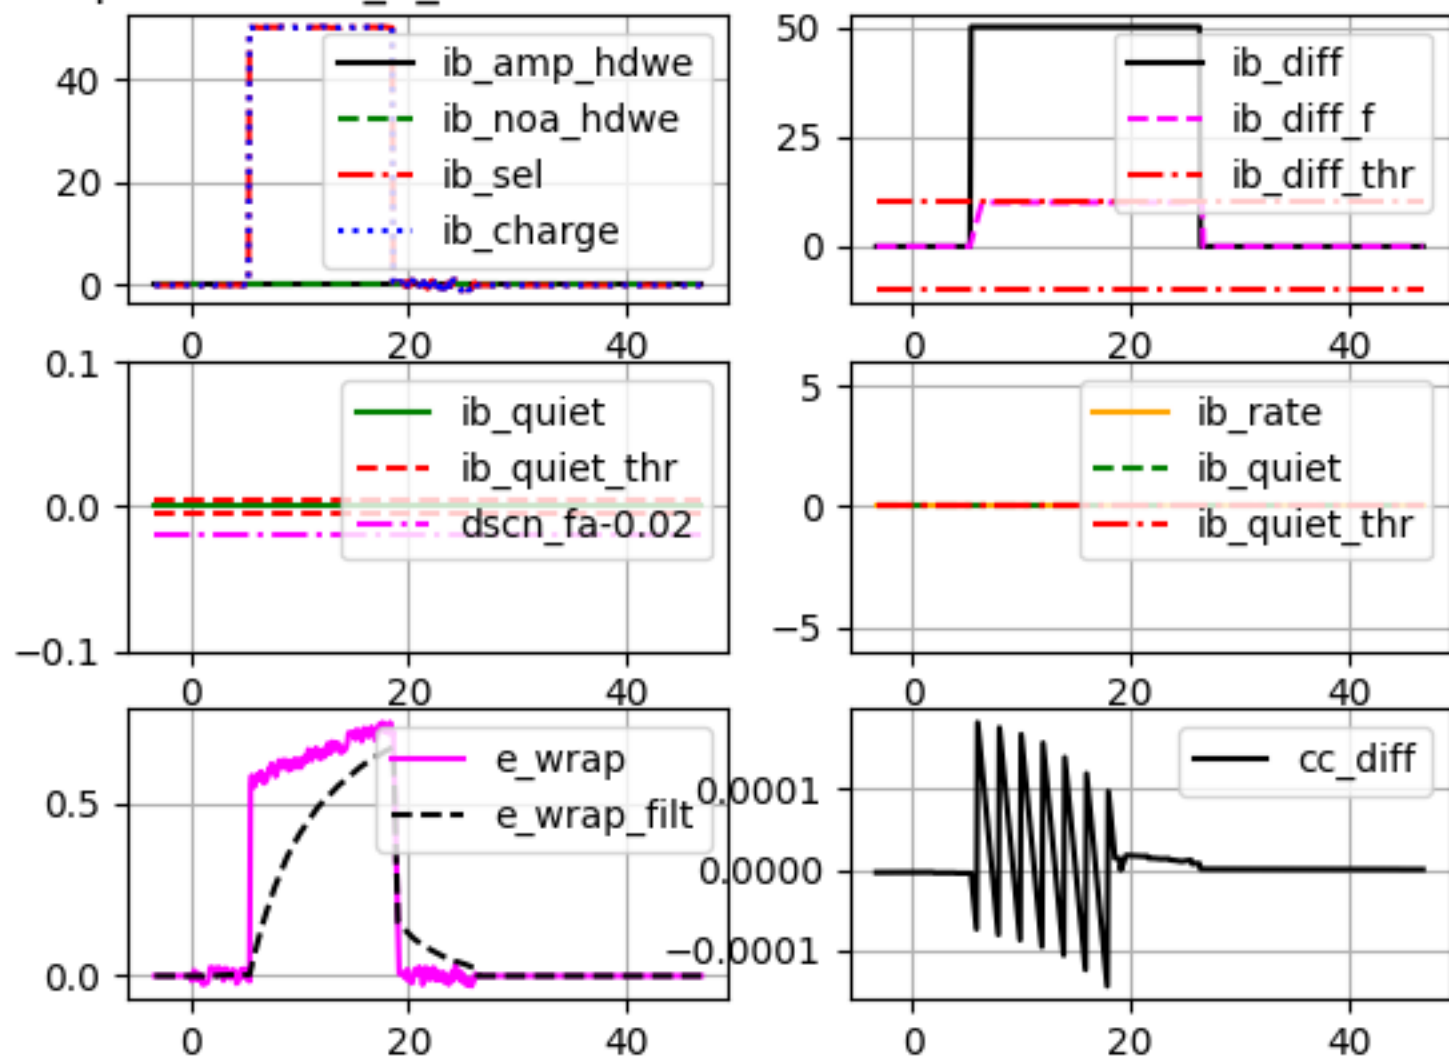 40
20
0
ib_amp_hdwe
ib_noa_hdwe
ib_sel
ib_charge
0 20 40
50
25
0
ib_diff
ib_diff_f
ib_diff_thr
0 20 40
0.1
0.0
−0.1
ib_quiet
ib_quiet_thr
dscn_fa-0.02
0 20 40
5
0
−5
ib_rate
ib_quiet
ib_quiet_thr
0 20 40
0.5
0.0
e_wrap
e_wrap_filt
0 20 40
0.0001
0.0000
−0.0001
cc_diff
0 20 40